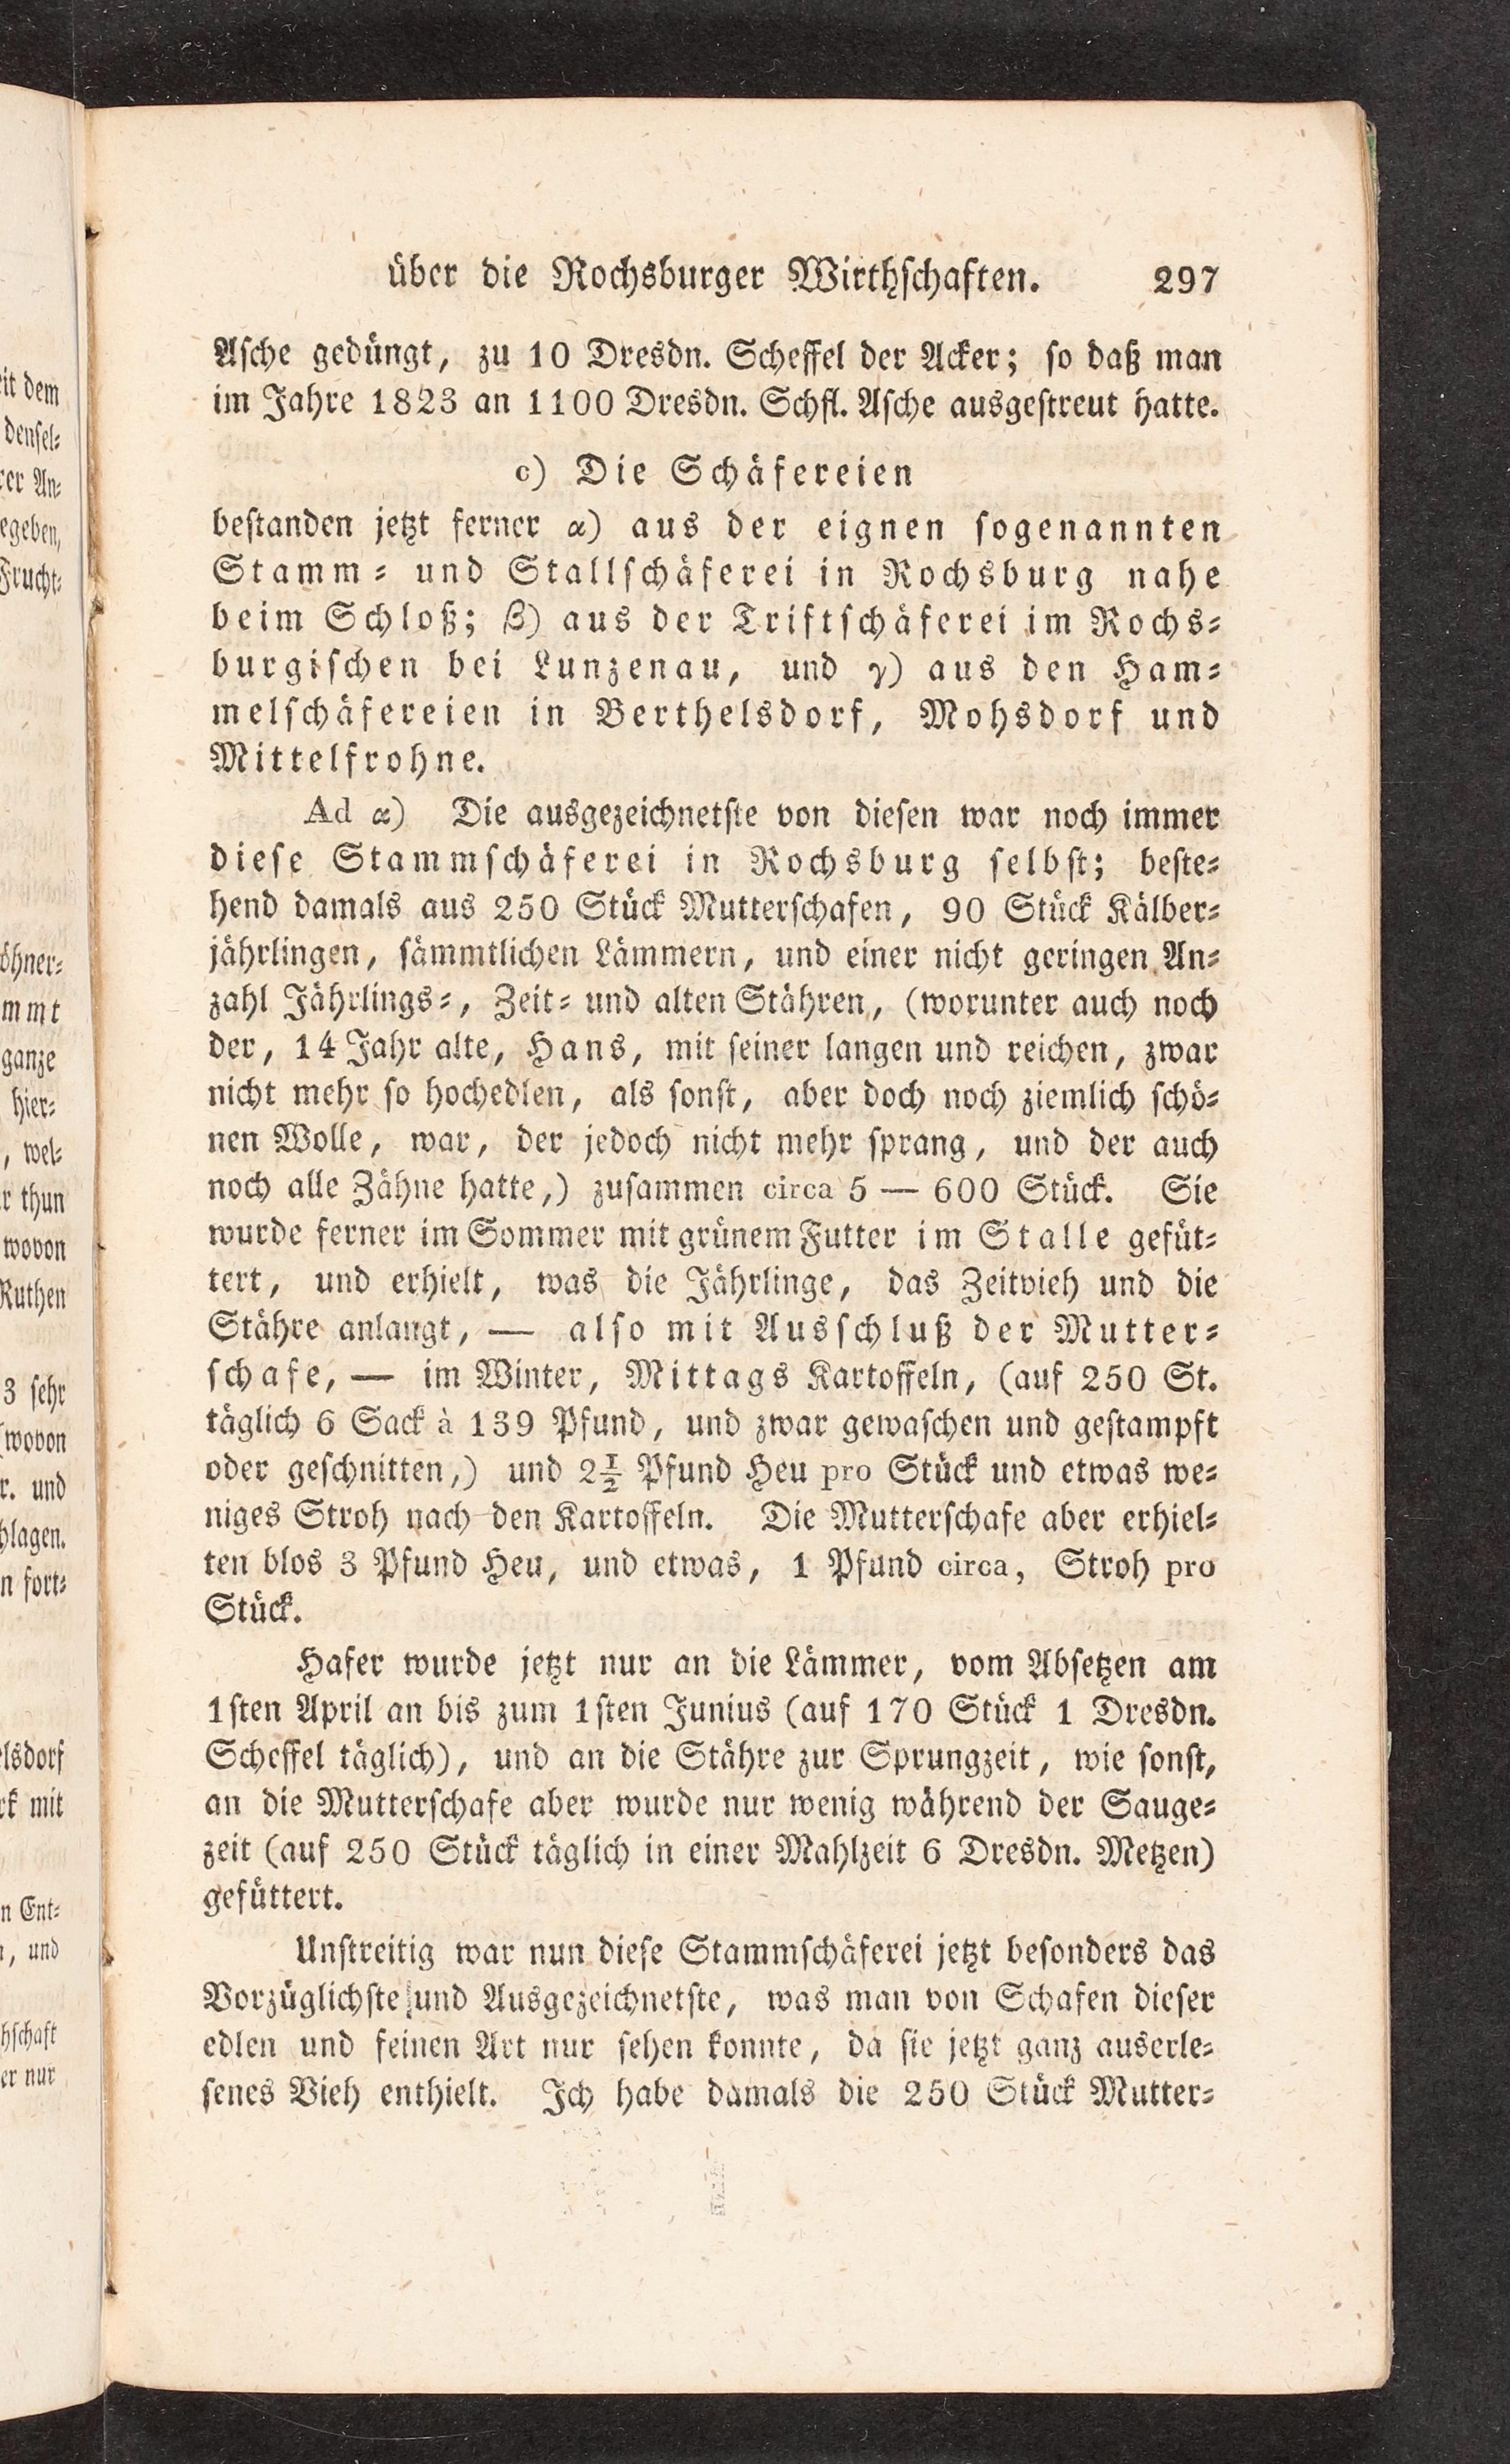 über die Rochsburger Wirthschaften. 297
Asche gedüngt, zu 10 Dresdn. Scheffel der Acker; so daß man
im Jahre 1823 an 1100 Dresdn. Schfl. Asche ausgestreut hatte.
c) Die Schäfereien
bestanden jetzt ferner α) aus der eignen sogenannten
Stamm- und Stallschäferei in Rochsburg nahe
beim Schloß; β) aus der Triftschäferei im Rochs-
burgischen bei Lunzenau, und γ) aus den Ham-
melschäfereien in Berthelsdorf, Mohsdorf und
Mittelfrohne.
Ad α) Die ausgezeichnetste von diesen war noch immer
diese Stammschäferei in Rochsburg selbst; beste-
hend damals aus 250 Stück Mutterschafen, 90 Stück Kälber-
jährlingen, sämmtlichen Lämmern, und einer nicht geringen An-
zahl Jährlings-, Zeit- und alten Stähren, (worunter auch noch
der, 14 Jahr alte, Hans, mit seiner langen und reichen, zwar
nicht mehr so hochedlen, als sonst, aber doch noch ziemlich schö-
nen Wolle, war, der jedoch nicht mehr sprang, und der auch
noch alle Zähne hatte,) zusammen circa 5 — 600 Stück. Sie
wurde ferner im Sommer mit grünem Futter im Stalle gefüt-
tert, und erhielt, was die Jährlinge, das Zeitvieh und die
Stähre anlangt, — also mit Ausschluß der Mutter-
schafe, — im Winter, Mittags Kartoffeln, (auf 250 St.
täglich 6 Sack à 139 Pfund, und zwar gewaschen und gestampft
oder geschnitten,) und 2½ Pfund Heu pro Stück und etwas we-
niges Stroh nach den Kartoffeln. Die Mutterschafe aber erhiel-
ten blos 3 Pfund Heu, und etwas, 1 Pfund circa, Stroh pro
Stück.
Hafer wurde jetzt nur an die Lämmer, vom Absetzen am
1sten April an bis zum 1sten Junius (auf 170 Stück 1 Dresdn.
Scheffel täglich), und an die Stähre zur Sprungzeit, wie sonst,
an die Mutterschafe aber wurde nur wenig während der Sauge-
zeit (auf 250 Stück täglich in einer Mahlzeit 6 Dresdn. Metzen)
gefüttert.
Unstreitig war nun diese Stammschäferei jetzt besonders das
Vorzüglichste und Ausgezeichnetste, was man von Schafen dieser
edlen und feinen Art nur sehen konnte, da sie jetzt ganz auserle-
senes Vieh enthielt. Ich habe damals die 250 Stück Mutter-